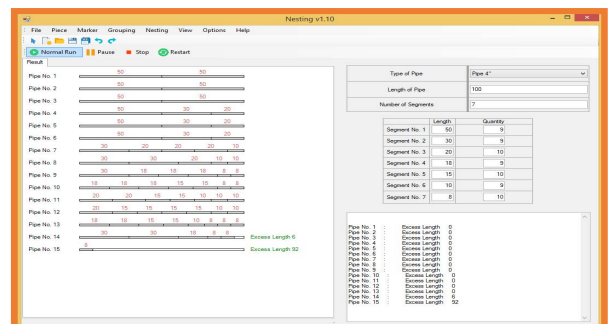 Nesting v1.10
File Piece Marker Grouping Nesting View Options Help
Normal Run Pause Stop Restart
Result
Pipe No. 1 50 50
Pipe No. 2 50 50
Pipe No. 3 50 50
Pipe No. 4 50 30 20
Pipe No. 5 50 30 20
Pipe No. 6 50 30 20
Pipe No. 7 30 20 20 20 10
Pipe No. 8 30 30 20 10 10
Pipe No. 9 30 18 18 18 8 8
Pipe No. 10 18 18 18 15 15 8 8
Pipe No. 11 20 20 15 15 10 10 10
Pipe No. 12 20 15 15 15 15 10 10
Pipe No. 13 18 18 15 15 10 8 8 8
Pipe No. 14 30 30 18 8 8 Excess Length 6
Pipe No. 15 8 Excess Length 92
Type of Pipe Pipe 4"
Length of Pipe 100
Number of Segments 7
Length Quantity
Segment No. 1 50 9
Segment No. 2 30 9
Segment No. 3 20 10
Segment No. 4 18 9
Segment No. 5 15 10
Segment No. 6 10 9
Segment No. 7 8 10
Pipe No. 1 : Excess Length 0
Pipe No. 2 : Excess Length 0
Pipe No. 3 : Excess Length 0
Pipe No. 4 : Excess Length 0
Pipe No. 5 : Excess Length 0
Pipe No. 6 : Excess Length 0
Pipe No. 7 : Excess Length 0
Pipe No. 8 : Excess Length 0
Pipe No. 9 : Excess Length 0
Pipe No. 10 : Excess Length 0
Pipe No. 11 : Excess Length 0
Pipe No. 12 : Excess Length 0
Pipe No. 13 : Excess Length 0
Pipe No. 14 : Excess Length 6
Pipe No. 15 : Excess Length 92